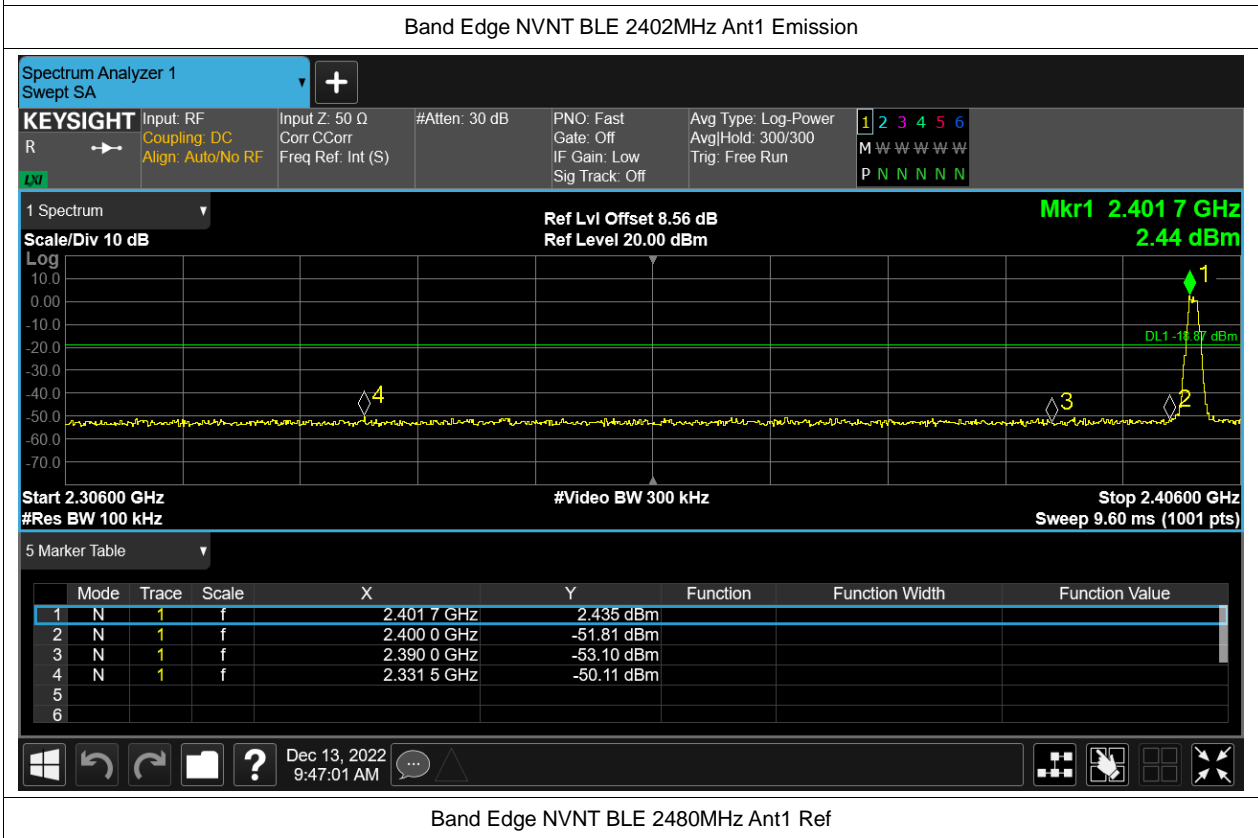 Band Edge NVNT BLE 2402MHz Ant1 Emission
Spectrum Analyzer 1
Swept SA
KEYSIGHT
R
LXI
Input: RF
Coupling: DC
Align: Auto/No RF
Input Z: 50 Ω
Corr CCorr
Freq Ref: Int (S)
#Atten: 30 dB
PNO: Fast
Gate: Off
IF Gain: Low
Sig Track: Off
Avg Type: Log-Power
Avg|Hold: 300/300
Trig: Free Run
1 2 3 4 5 6
M W W W W W
P N N N N N
1 Spectrum
Scale/Div 10 dB
Ref Lvl Offset 8.56 dB
Ref Level 20.00 dBm
Mkr1 2.401 7 GHz
2.44 dBm
Log
10.0
0.00
-10.0
-20.0
-30.0
-40.0
-50.0
-60.0
-70.0
1
DL1 -18.87 dBm
4
3
2
Start 2.30600 GHz
#Video BW 300 kHz
Stop 2.40600 GHz
#Res BW 100 kHz
Sweep 9.60 ms (1001 pts)
5 Marker Table
Mode Trace Scale X Y Function Function Width Function Value
1 N 1 f 2.401 7 GHz 2.435 dBm
2 N 1 f 2.400 0 GHz -51.81 dBm
3 N 1 f 2.390 0 GHz -53.10 dBm
4 N 1 f 2.331 5 GHz -50.11 dBm
5
6
?
Dec 13, 2022
9:47:01 AM
Band Edge NVNT BLE 2480MHz Ant1 Ref